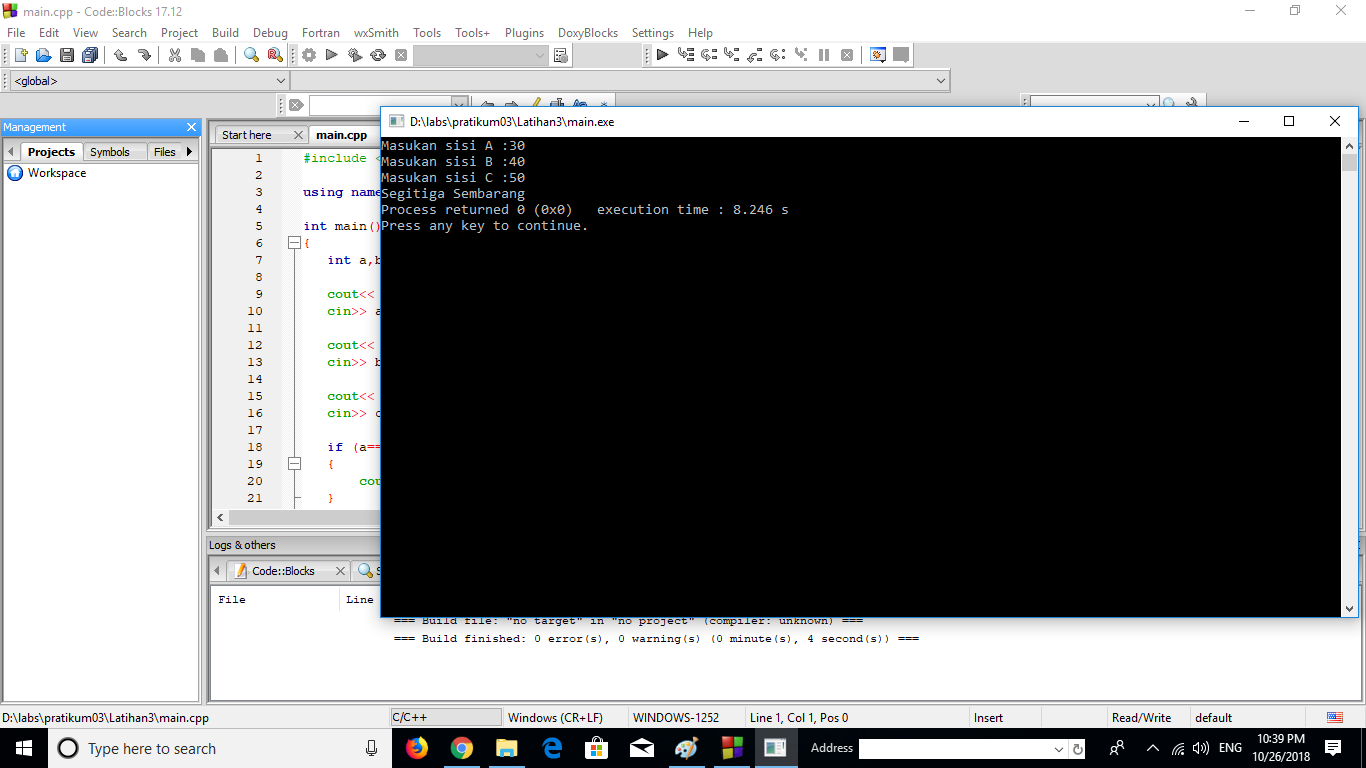 main.cpp - Code::Blocks 17.12
File Edit View Search Project Build Debug Fortran wxSmith Tools Tools+ Plugins DoxyBlocks Settings Help
<global>
Management
Projects Symbols Files
Workspace
Start here main.cpp
1 #include <
2
3 using name
4
5 int main()
6 {
7 int a,b
8
9 cout<<
10 cin>> a
11
12 cout<<
13 cin>> b
14
15 cout<<
16 cin>> c
17
18 if (a==
19 {
20 cou
21 }
D:\labs\pratikum03\Latihan3\main.exe
Masukan sisi A :30
Masukan sisi B :40
Masukan sisi C :50
Segitiga Sembarang
Process returned 0 (0x0) execution time : 8.246 s
Press any key to continue.
Logs & others
Code::Blocks
File Line
=== Build file: "no target" in "no project" (compiler: unknown) ===
=== Build finished: 0 error(s), 0 warning(s) (0 minute(s), 4 second(s)) ===
D:\labs\pratikum03\Latihan3\main.cpp C/C++ Windows (CR+LF) WINDOWS-1252 Line 1, Col 1, Pos 0 Insert Read/Write default
Type here to search
Address
ENG
10:39 PM
10/26/2018